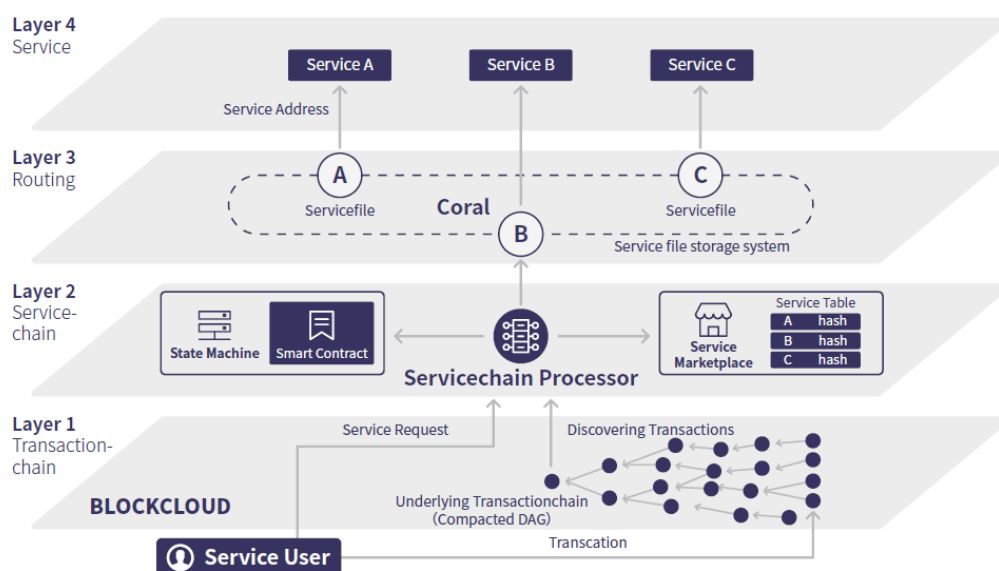 Layer 4
Service
Service A
Service B
Service C
Service Address
Layer 3
Routing
A
C
Servicefile
Coral
Servicefile
B
Service file storage system
Layer 2
Service-
chain
State Machine
Smart Contract
Servicechain Processor
Service
Marketplace
Service Table
A hash
B hash
C hash
Layer 1
Transaction-
chain
Service Request
Discovering Transactions
Underlying Transactionchain
(Compacted DAG)
BLOCKCLOUD
Transcation
Service User